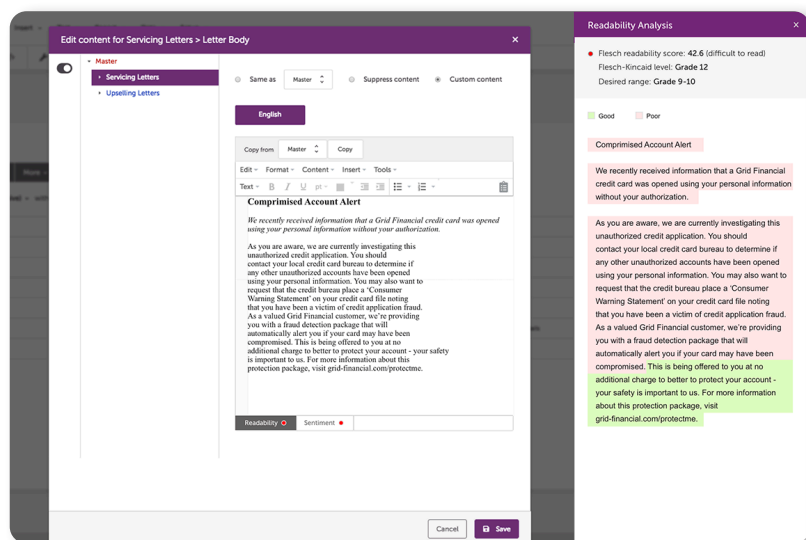 Edit content for Servicing Letters > Letter Body
×
Master
Servicing Letters
Upselling Letters
Same as
Master
Suppress content
Custom content
English
Copy from
Master
Copy
Edit
Format
Content
Insert
Tools
Text
B
I
U
pt
Comprimised Account Alert
We recently received information that a Grid Financial credit card was opened
using your personal information without your authorization.
As you are aware, we are currently investigating this
unauthorized credit application. You should
contact your local credit card bureau to determine if
any other unauthorized accounts have been opened
using your personal information. You may also want to
request that the credit bureau place a ‘Consumer
Warning Statement’ on your credit card file noting
that you have been a victim of credit application fraud.
As a valued Grid Financial customer, we’re providing
you with a fraud detection package that will
automatically alert you if your card may have been
compromised. This is being offered to you at no
additional charge to better to protect your account - your safety
is important to us. For more information about this
protection package, visit grid-financial.com/protectme.
Readability
Sentiment
Cancel
Save
Readability Analysis
×
Flesch readability score: 42.6 (difficult to read)
Flesch-Kincaid level: Grade 12
Desired range: Grade 9-10
Good
Poor
Comprimised Account Alert
We recently received information that a Grid Financial
credit card was opened using your personal information
without your authorization.
As you are aware, we are currently investigating this
unauthorized credit application. You should
contact your local credit card bureau to determine if
any other unauthorized accounts have been opened
using your personal information. You may also want to
request that the credit bureau place a ‘Consumer
Warning Statement’ on your credit card file noting
that you have been a victim of credit application fraud.
As a valued Grid Financial customer, we’re providing
you with a fraud detection package that will
automatically alert you if your card may have been
compromised. This is being offered to you at no
additional charge to better to protect your account -
your safety is important to us. For more information
about this protection package, visit
grid-financial.com/protectme.